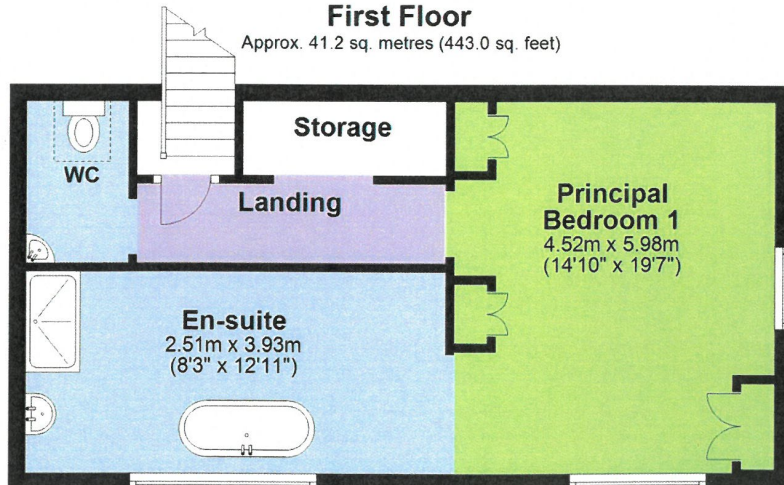 First Floor
Approx. 41.2 sq. metres (443.0 sq. feet)
Storage
WC
Landing
Principal
Bedroom 1
4.52m x 5.98m
(14'10" x 19'7")
En-suite
2.51m x 3.93m
(8'3" x 12'11")